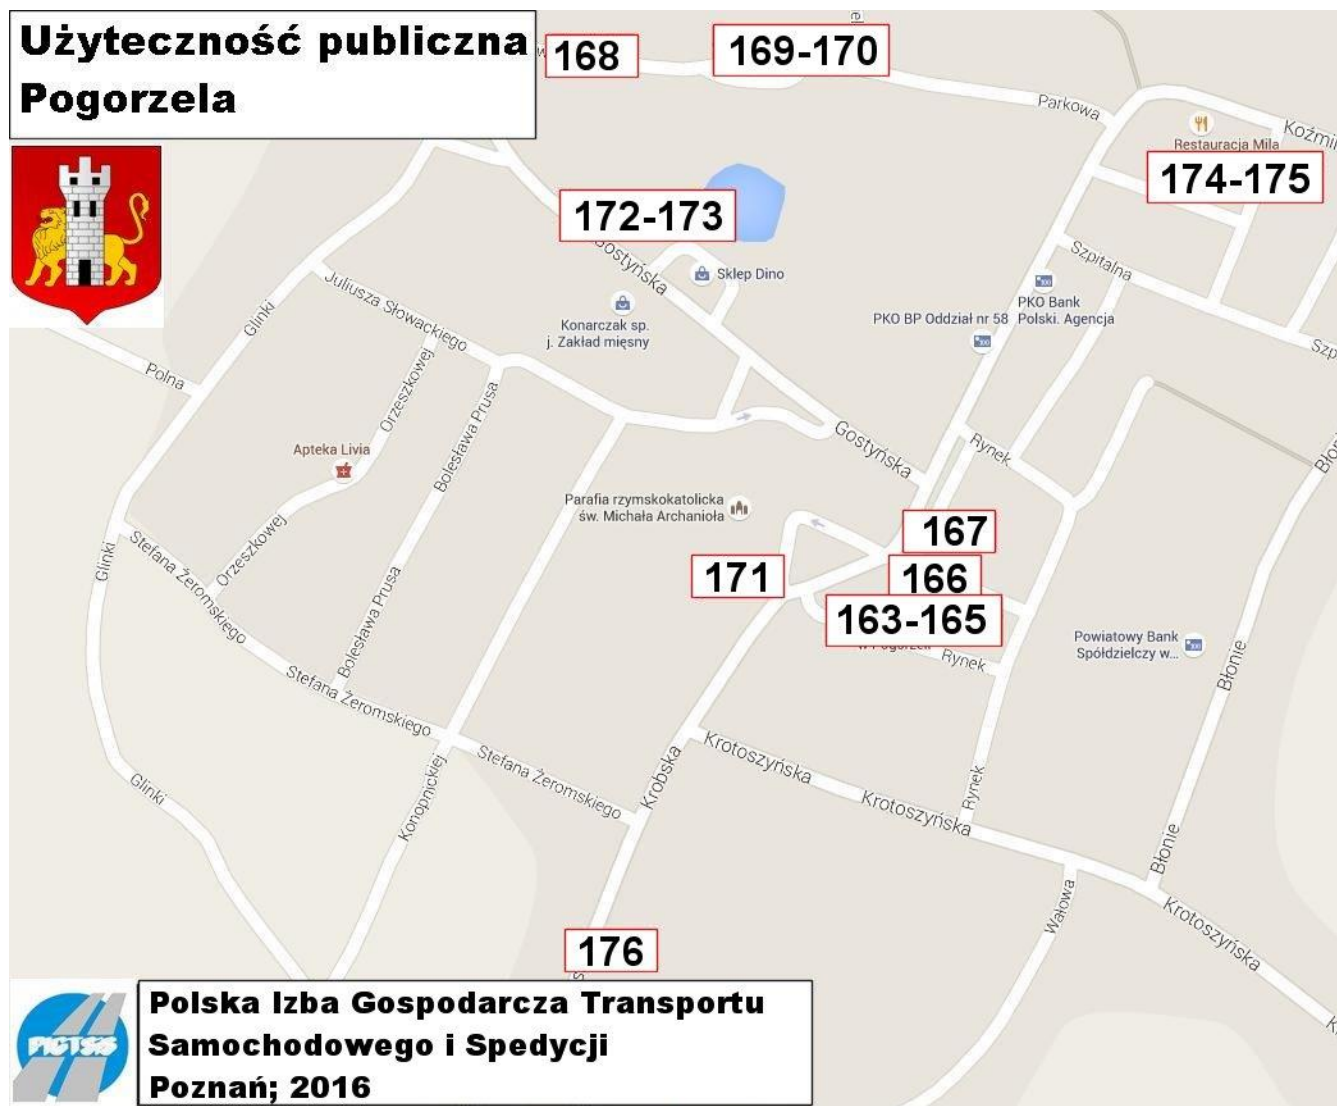 Użyteczność publiczna
Pogorzela
168
169-170
Parkowa
Koźmi
Restauracja Mila
174-175
172-173
Gostyńska
Sklep Dino
Szpitalna
PKO Bank
Polski. Agencja
PKO BP Oddział nr 58
Konarczak sp.
j. Zakład mięsny
Juliusza Słowackiego
Glinki
Polna
Orzeszkowej
Bolesława Prusa
Szp
Apteka Livia
Gostyńska
Rynek
Błoni
Parafia rzymskokatolicka
św. Michała Archanioła
167
Orzeszkowej
Glinki
Stefana Żeromskiego
171
166
163-165
w Pogorzeli
Rynek
Bolesława Prusa
Powiatowy Bank
Spółdzielczy w...
Błonie
Stefana Żeromskiego
Krotoszyńska
Stefana Żeromskiego
Krobska
Glinki
Konopnickiej
Rynek
Krotoszyńska
Błonie
Wałowa
Krotoszyńska
176
PIGTSiS
Polska Izba Gospodarcza Transportu
Samochodowego i Spedycji
Poznań; 2016